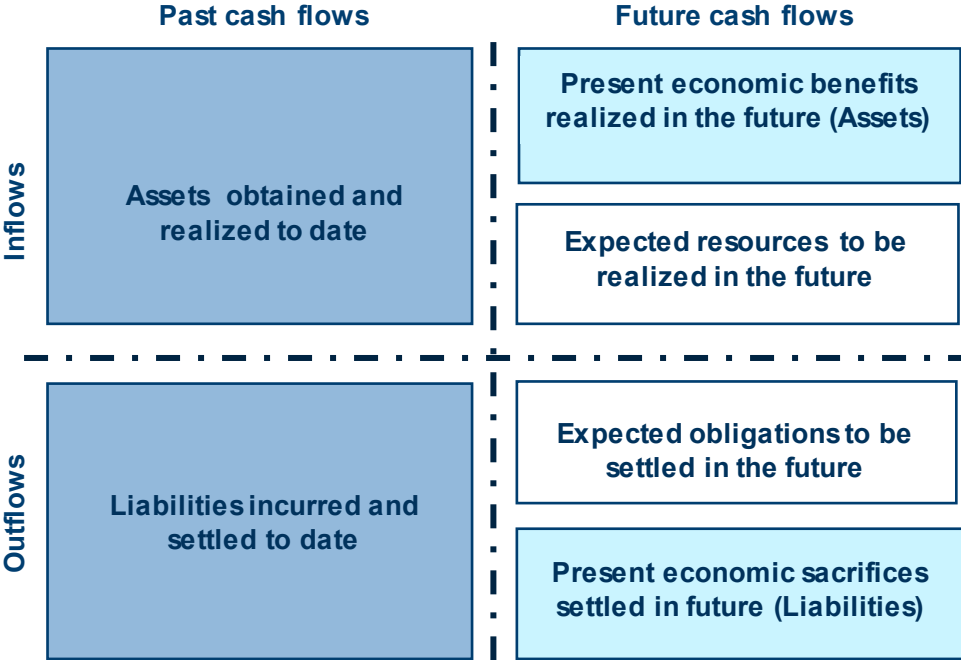 Past cash flows
Future cash flows
Inflows
Assets obtained and
realized to date
Present economic benefits
realized in the future (Assets)
Expected resources to be
realized in the future
Outflows
Liabilities incurred and
settled to date
Expected obligations to be
settled in the future
Present economic sacrifices
settled in future (Liabilities)